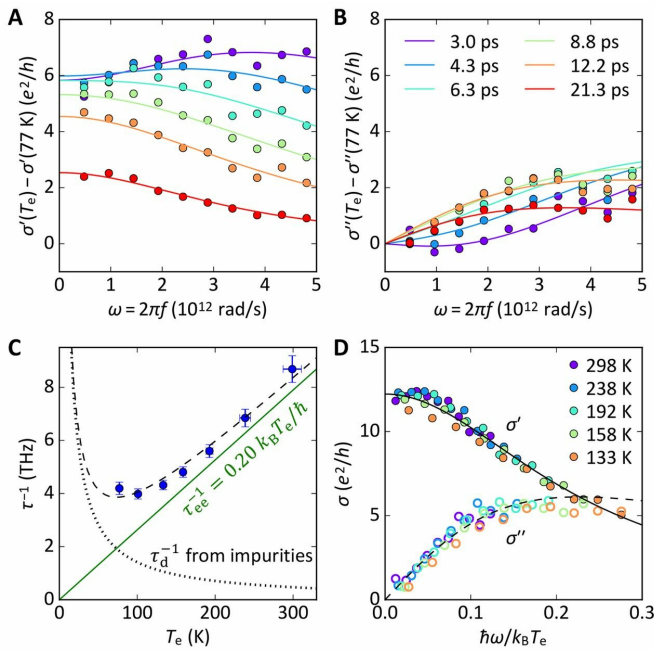 A
σ′(Tₑ) − σ′(77 K) (e²/h)
8
6
4
2
0
0 1 2 3 4 5
ω = 2πf (10¹² rad/s)
B
σ′′(Tₑ) − σ′′(77 K) (e²/h)
8
6
4
2
0
3.0 ps 8.8 ps
4.3 ps 12.2 ps
6.3 ps 21.3 ps
0 1 2 3 4 5
ω = 2πf (10¹² rad/s)
C
τ⁻¹ (THz)
8
6
4
2
0
τₑₑ⁻¹ = 0.20 k_BTₑ/ħ
τ_d⁻¹ from impurities
0 100 200 300
Tₑ (K)
D
σ (e²/h)
15
10
5
0
298 K
238 K
192 K
158 K
133 K
σ′
σ′′
0.0 0.1 0.2 0.3
ħω/k_BTₑ